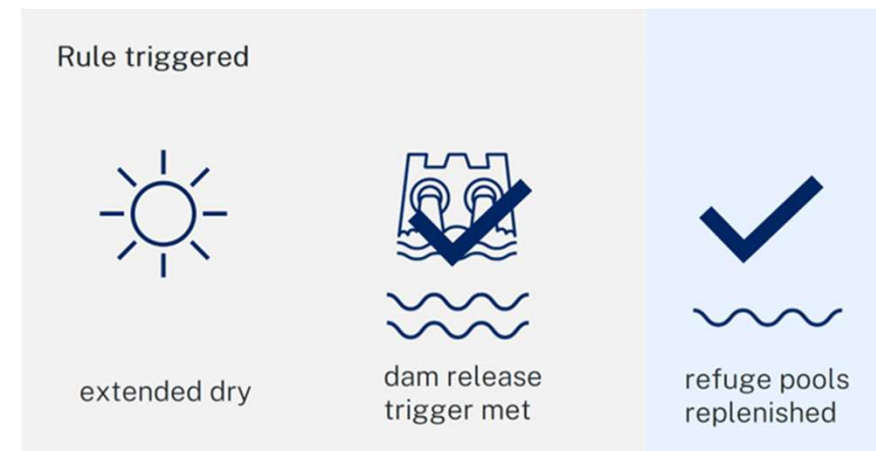 Rule triggered
extended dry
dam release
trigger met
refuge pools
replenished